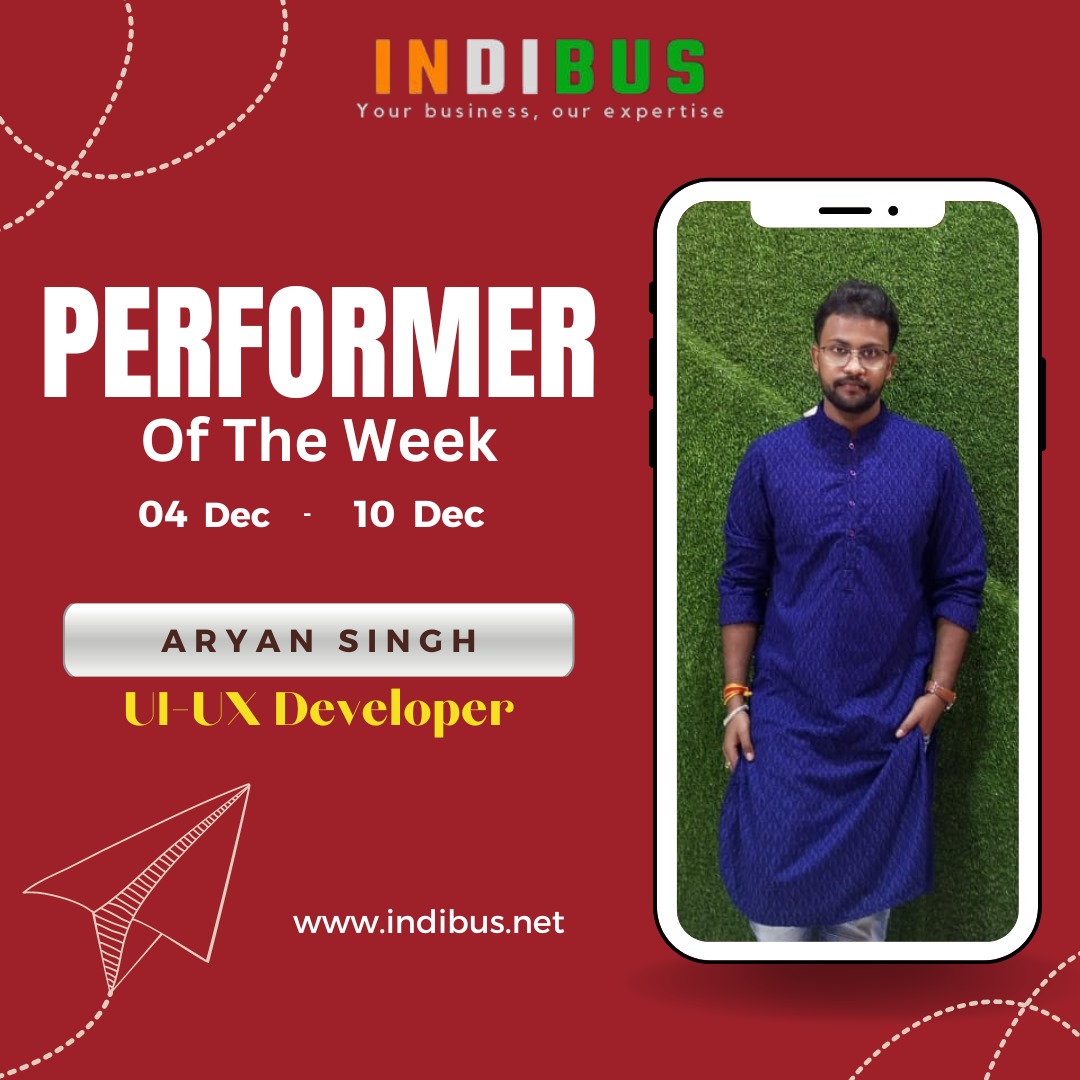 INDIBUS
Your business, our expertise
PERFORMER
Of The Week
04 Dec - 10 Dec
ARYAN SINGH
UI-UX Developer
www.indibus.net